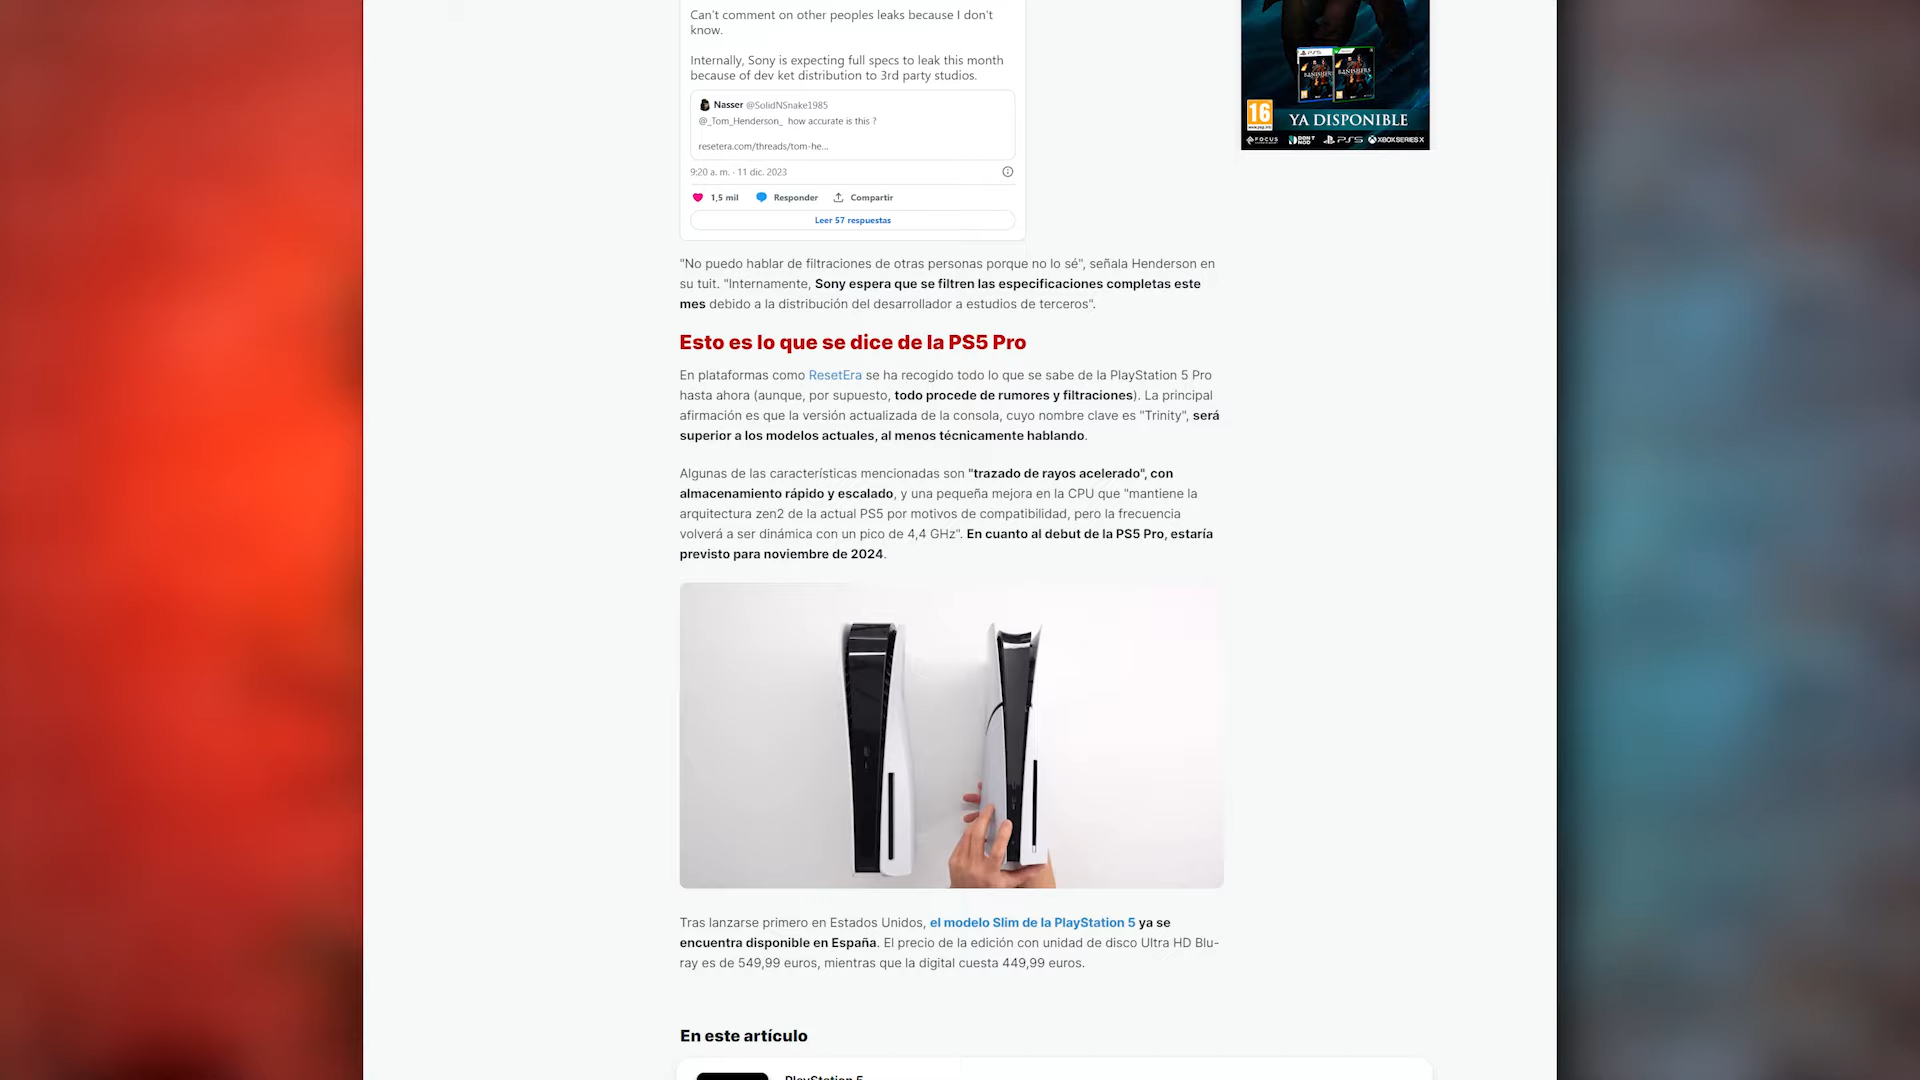 Can't comment on other peoples leaks because I don't
know.
Internally, Sony is expecting full specs to leak this month
because of dev ket distribution to 3rd party studios.
Nasser @SolidNSnake1985
@_Tom_Henderson_ how accurate is this ?
resetera.com/threads/tom-he...
9:20 a. m. · 11 dic. 2023
1,5 mil Responder Compartir
Leer 57 respuestas
PS5
BANISHERS BANISHERS
16
YA DISPONIBLE
FOCUS DON'T NOD PS5 XBOX SERIES X
"No puedo hablar de filtraciones de otras personas porque no lo sé", señala Henderson en
su tuit. "Internamente, Sony espera que se filtren las especificaciones completas este
mes debido a la distribución del desarrollador a estudios de terceros".
Esto es lo que se dice de la PS5 Pro
En plataformas como ResetEra se ha recogido todo lo que se sabe de la PlayStation 5 Pro
hasta ahora (aunque, por supuesto, todo procede de rumores y filtraciones). La principal
afirmación es que la versión actualizada de la consola, cuyo nombre clave es "Trinity", será
superior a los modelos actuales, al menos técnicamente hablando.
Algunas de las características mencionadas son "trazado de rayos acelerado", con
almacenamiento rápido y escalado, y una pequeña mejora en la CPU que "mantiene la
arquitectura zen2 de la actual PS5 por motivos de compatibilidad, pero la frecuencia
volverá a ser dinámica con un pico de 4,4 GHz". En cuanto al debut de la PS5 Pro, estaría
previsto para noviembre de 2024.
Tras lanzarse primero en Estados Unidos, el modelo Slim de la PlayStation 5 ya se
encuentra disponible en España. El precio de la edición con unidad de disco Ultra HD Blu-
ray es de 549,99 euros, mientras que la digital cuesta 449,99 euros.
En este artículo
PlayStation 5